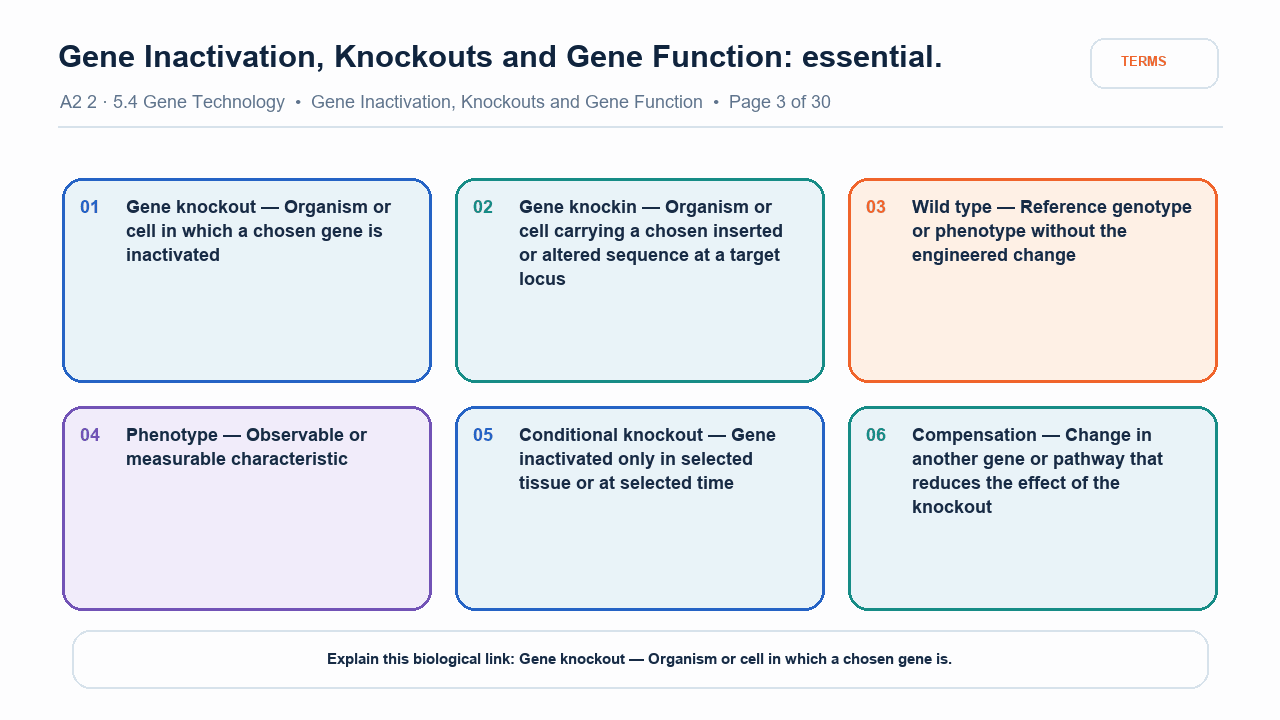 Gene Inactivation, Knockouts and Gene Function: essential.
TERMS
A2 2 · 5.4 Gene Technology • Gene Inactivation, Knockouts and Gene Function • Page 3 of 30
01
Gene knockout — Organism or
cell in which a chosen gene is
inactivated
02
Gene knockin — Organism or
cell carrying a chosen inserted
or altered sequence at a target
locus
03
Wild type — Reference genotype
or phenotype without the
engineered change
04
Phenotype — Observable or
measurable characteristic
05
Conditional knockout — Gene
inactivated only in selected
tissue or at selected time
06
Compensation — Change in
another gene or pathway that
reduces the effect of the
knockout
Explain this biological link: Gene knockout — Organism or cell in which a chosen gene is.